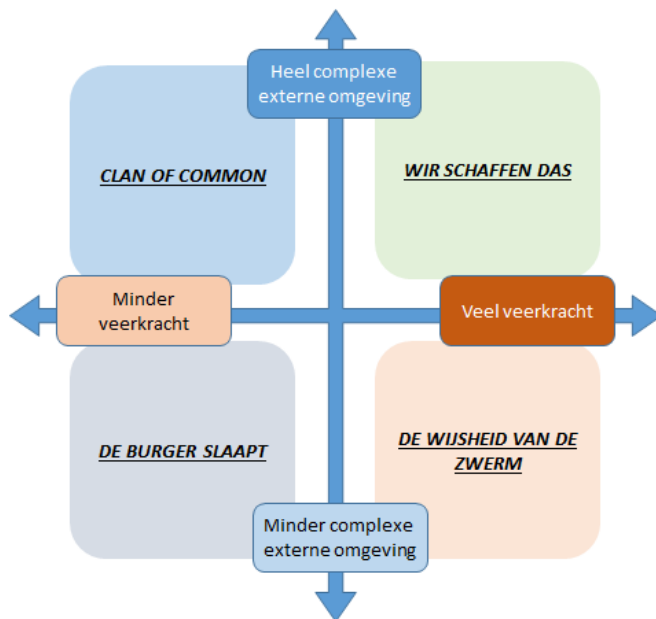 Heel complexe
externe omgeving
CLAN OF COMMON
WIR SCHAFFEN DAS
Minder
veerkracht
Veel veerkracht
DE BURGER SLAAPT
DE WIJSHEID VAN DE
ZWERM
Minder complexe
externe omgeving